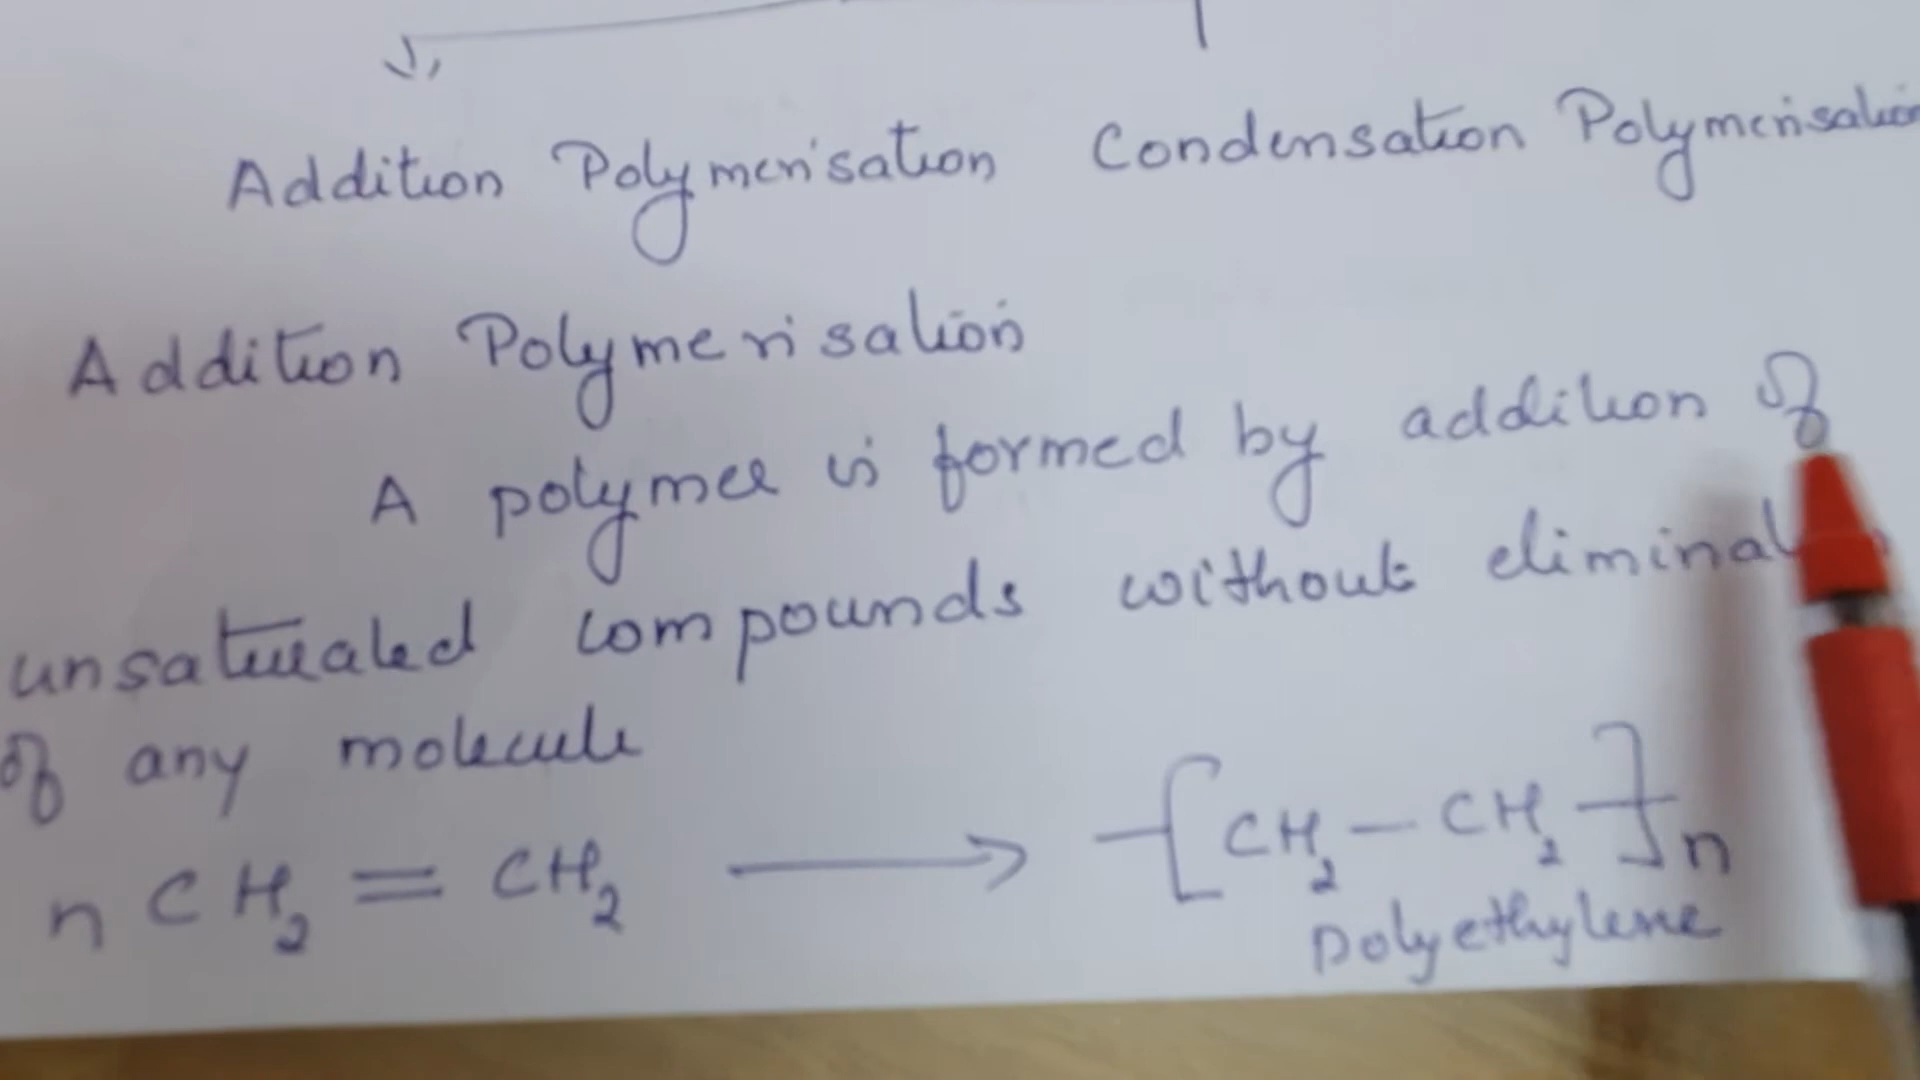 Addition Polymerisation Condensation Polymerisation
Addition Polymerisation
A polymer is formed by addition of
unsaturated compounds without
of any molecule
n CH₂ = CH₂ ⟶ -[CH₂ - CH₂]-n
Polyethylene